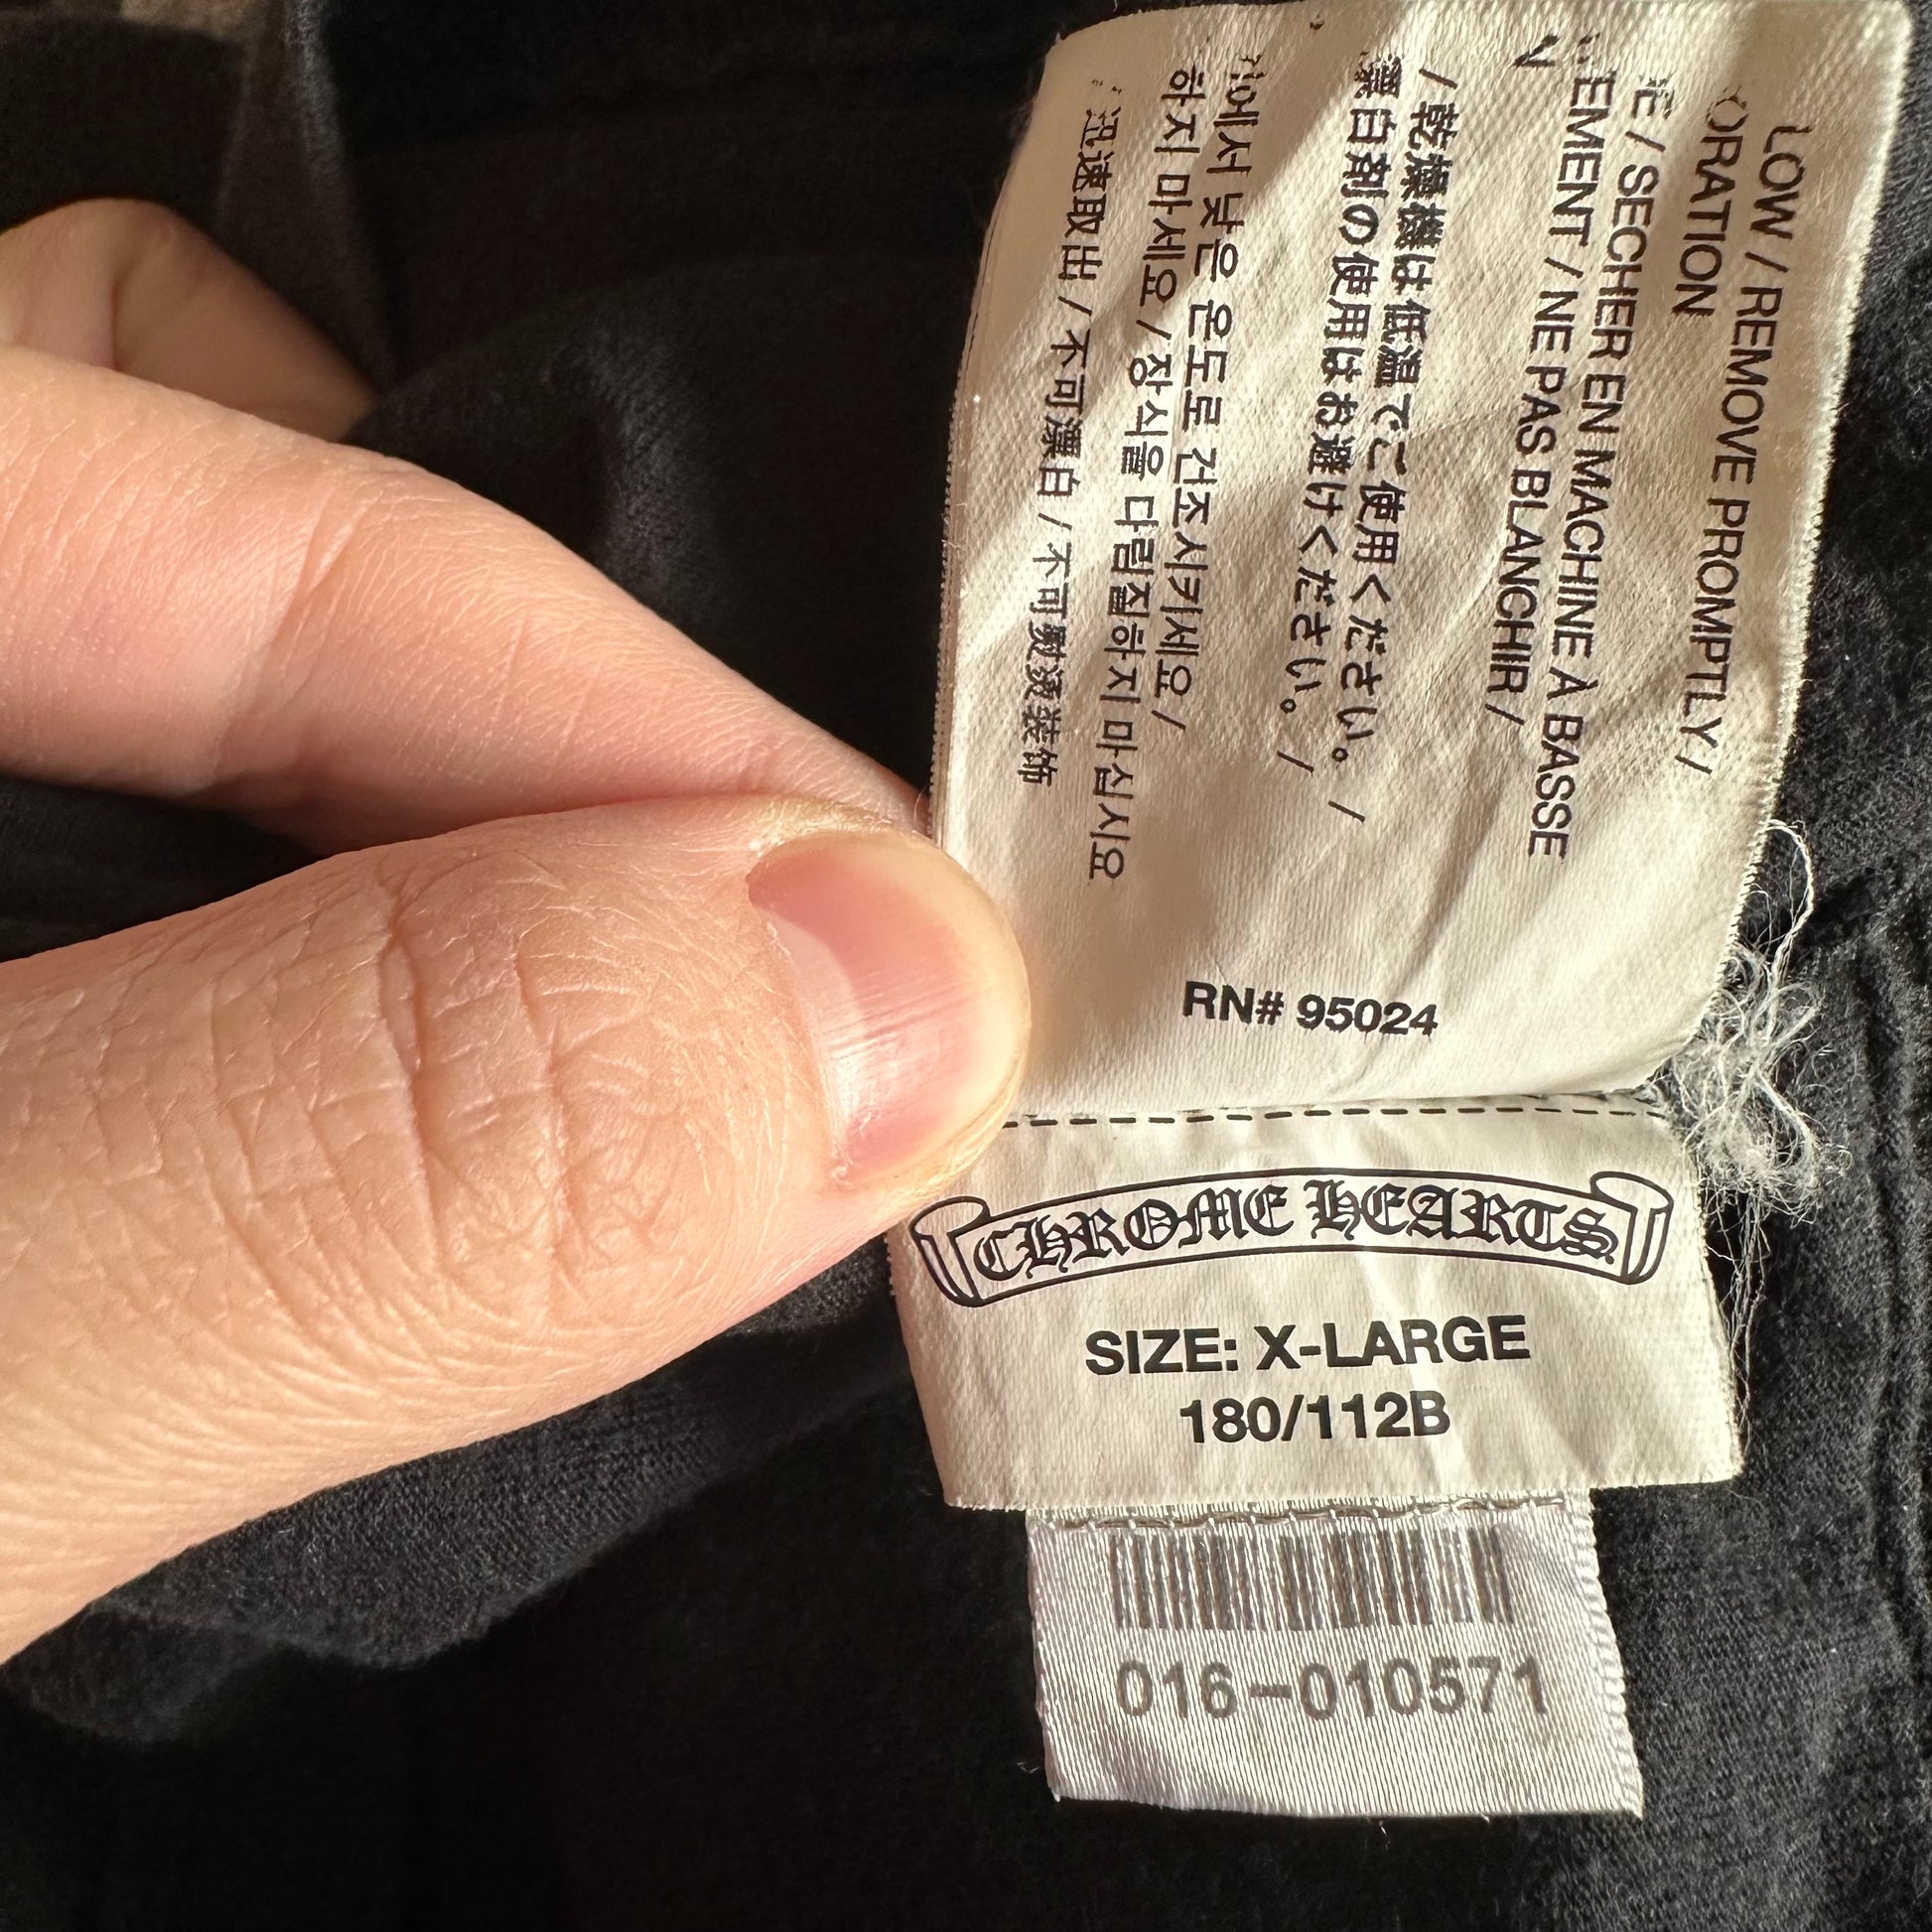 LOW / REMOVE PROMPTLY /
ORATION
/ SECHER EN MACHINE À BASSE
EMENT / NE PAS BLANCHIR /
/ 乾燥機は低温でご使用ください。 /
漂白剤の使用はお避けください。 /
에서 낮은 온도로 건조시키세요 /
하지 마세요 / 장식을 다림질하지 마십시요
迅速取出 / 不可漂白 / 不可熨烫装饰
RN# 95024
CHROME HEARTS
SIZE: X-LARGE
180/112B
016-010571